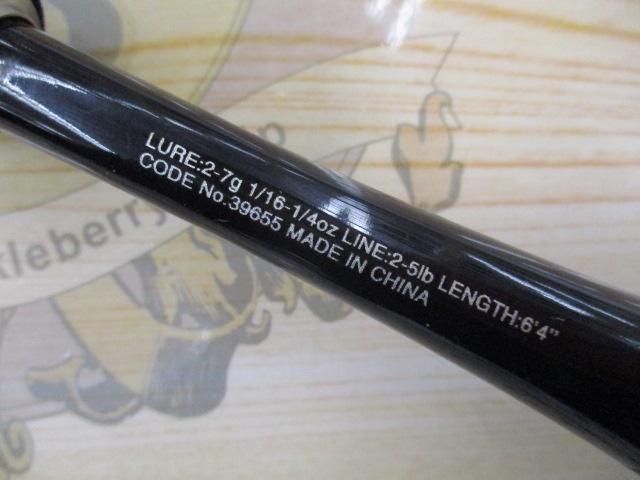 LURE:2-7g 1/16-1/4oz LINE:2-5lb LENGTH:6'4"
CODE No.39655 MADE IN CHINA
kleberry